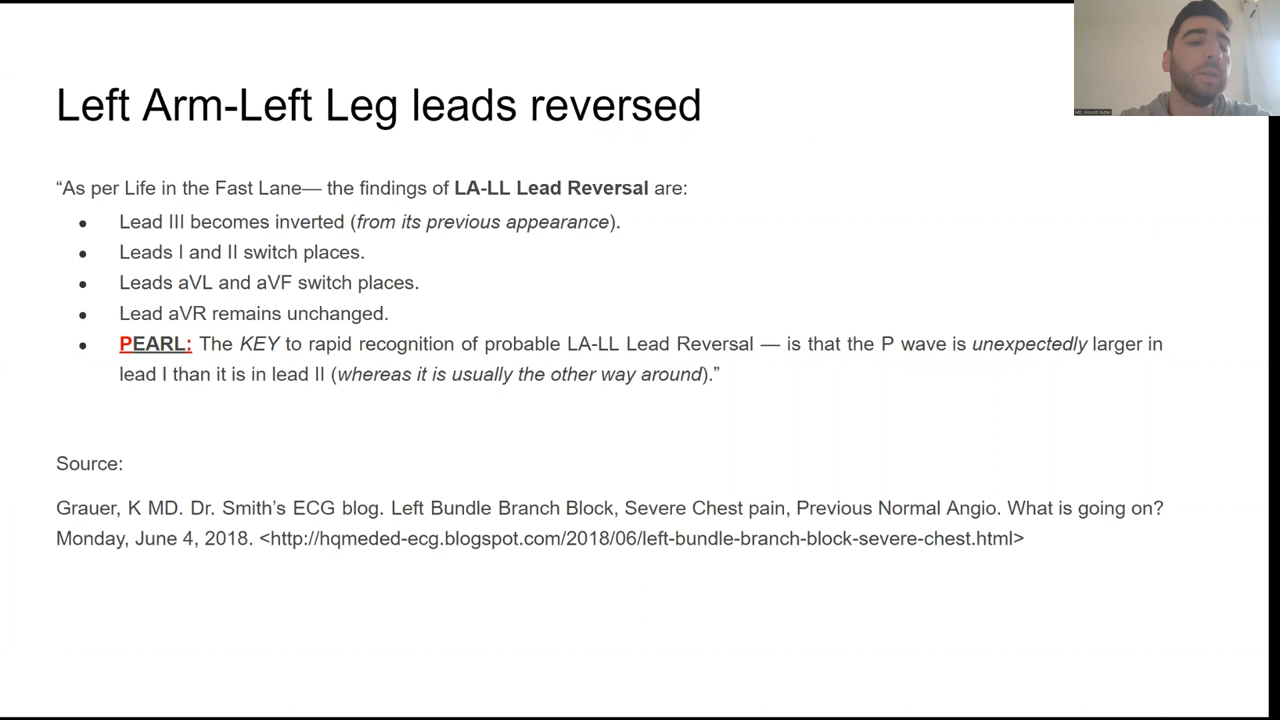 Left Arm-Left Leg leads reversed
“As per Life in the Fast Lane— the findings of LA-LL Lead Reversal are:
● Lead III becomes inverted (from its previous appearance).
● Leads I and II switch places.
● Leads aVL and aVF switch places.
● Lead aVR remains unchanged.
● PEARL: The KEY to rapid recognition of probable LA-LL Lead Reversal — is that the P wave is unexpectedly larger in
lead I than it is in lead II (whereas it is usually the other way around).”
Source:
Grauer, K MD. Dr. Smith’s ECG blog. Left Bundle Branch Block, Severe Chest pain, Previous Normal Angio. What is going on?
Monday, June 4, 2018. <http://hqmeded-ecg.blogspot.com/2018/06/left-bundle-branch-block-severe-chest.html>